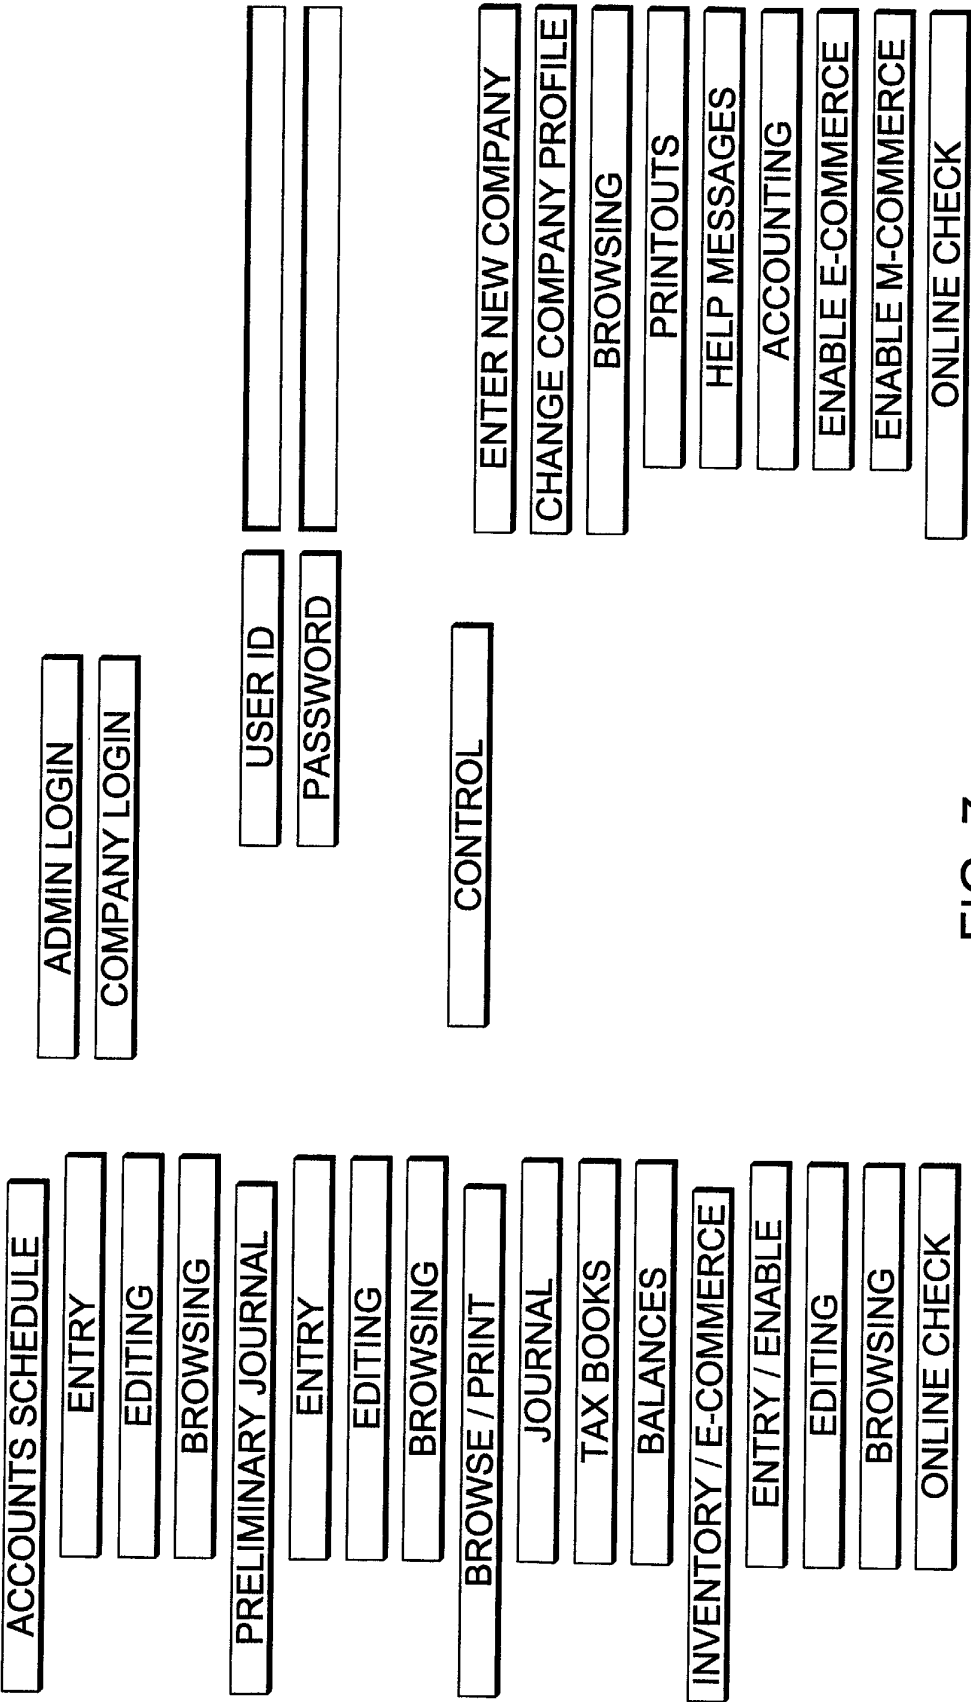 ACCOUNTS SCHEDULE
ENTRY
EDITING
BROWSING
PRELIMINARY JOURNAL
ENTRY
EDITING
BROWSING
BROWSE / PRINT
JOURNAL
TAX BOOKS
BALANCES
INVENTORY / E-COMMERCE
ENTRY / ENABLE
EDITING
BROWSING
ONLINE CHECK
ADMIN LOGIN
COMPANY LOGIN
USER ID
PASSWORD
CONTROL
ENTER NEW COMPANY
CHANGE COMPANY PROFILE
BROWSING
PRINTOUTS
HELP MESSAGES
ACCOUNTING
ENABLE E-COMMERCE
ENABLE M-COMMERCE
ONLINE CHECK
FIG. 7